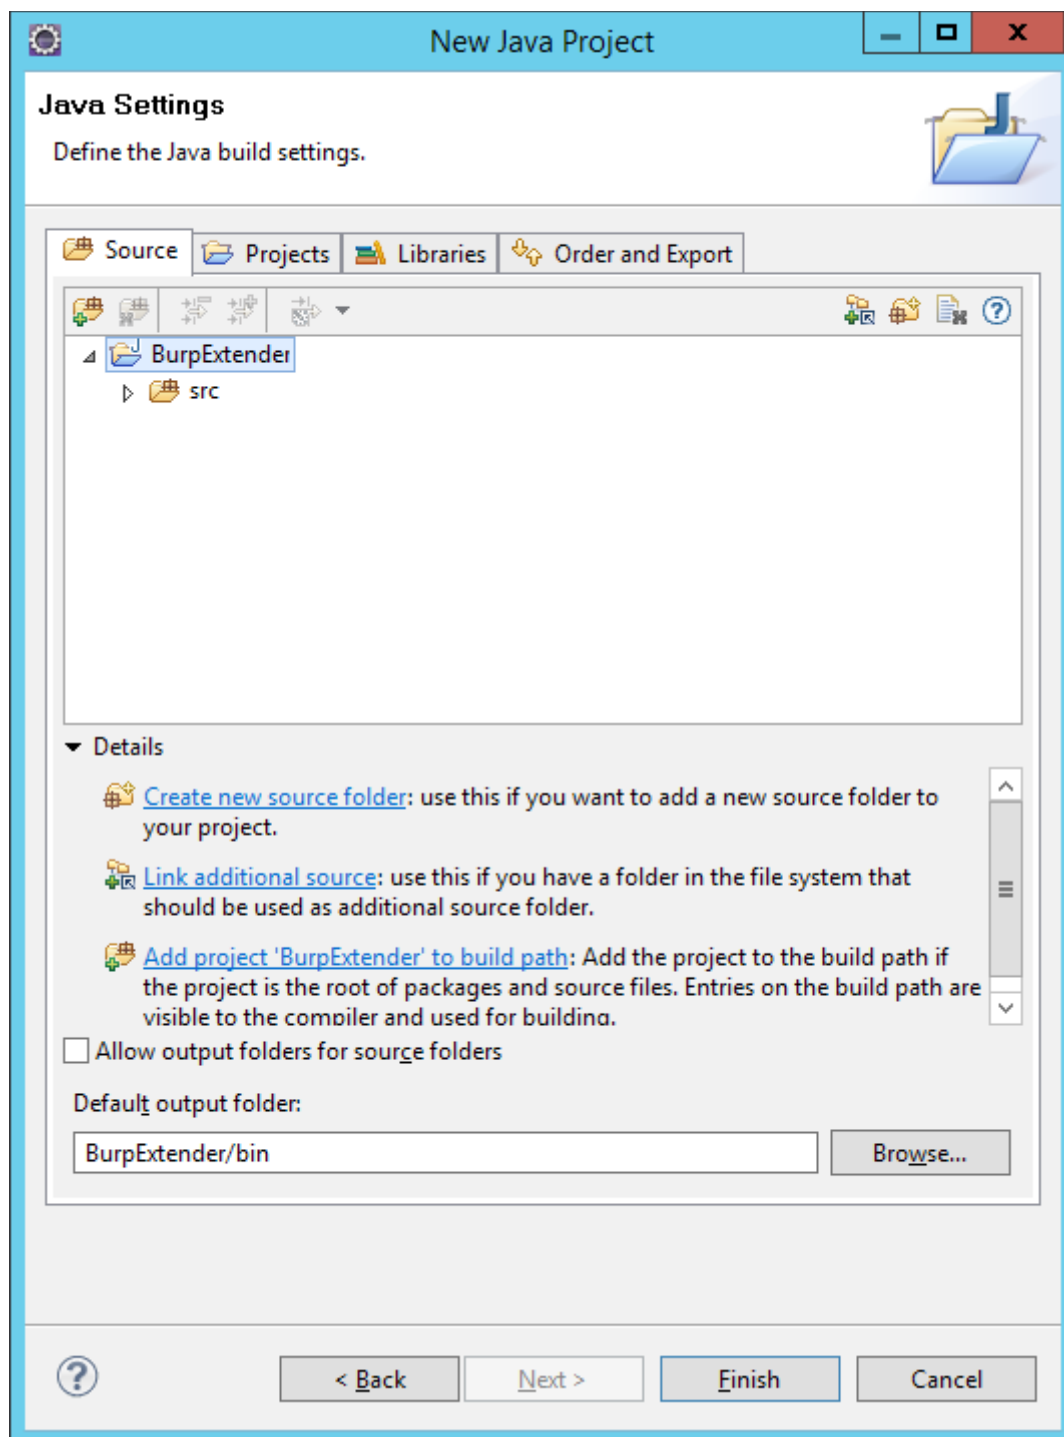 New Java Project
Java Settings
Define the Java build settings.
Source
Projects
Libraries
Order and Export
BurpExtender
src
Details
Create new source folder: use this if you want to add a new source folder to
your project.
Link additional source: use this if you have a folder in the file system that
should be used as additional source folder.
Add project 'BurpExtender' to build path: Add the project to the build path if
the project is the root of packages and source files. Entries on the build path are
visible to the compiler and used for building.
Allow output folders for source folders
Default output folder:
BurpExtender/bin
Browse...
< Back
Next >
Finish
Cancel